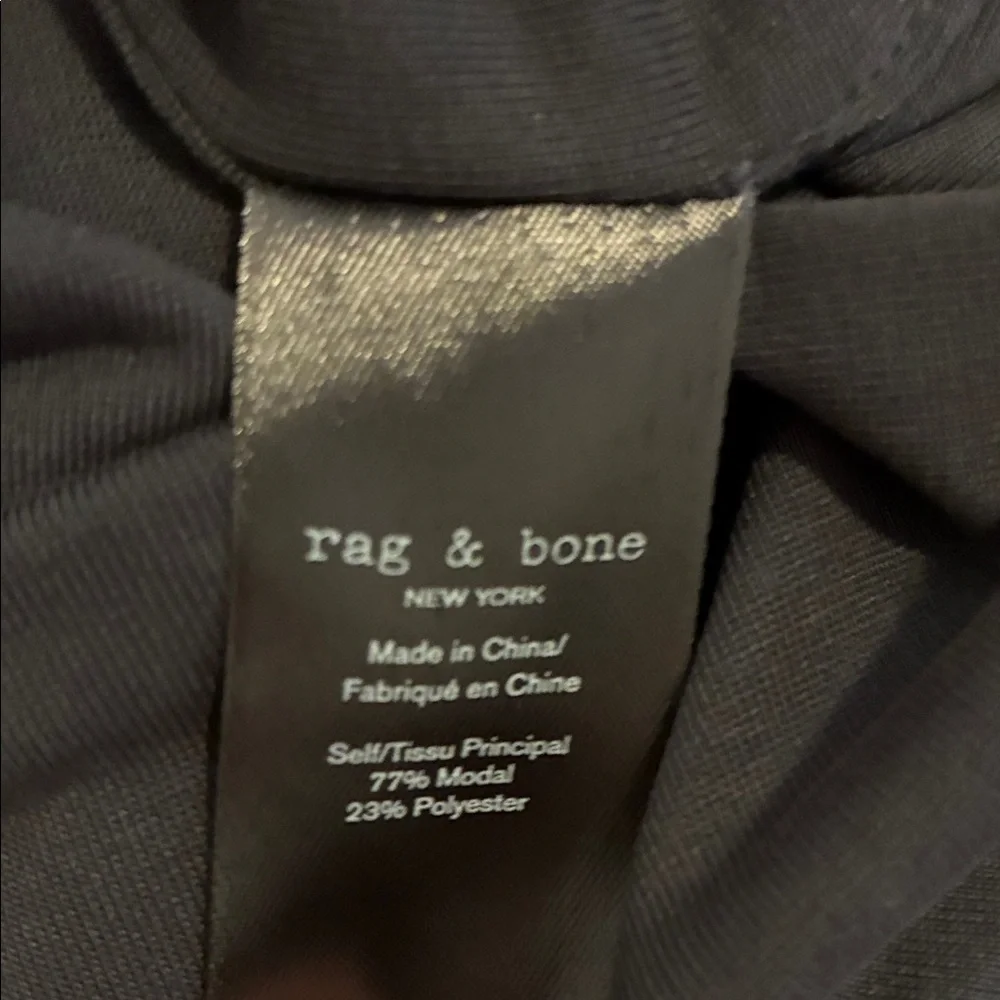 rag & bone
NEW YORK
Made in China/
Fabriqué en Chine
Self/Tissu Principal
77% Modal
23% Polyester